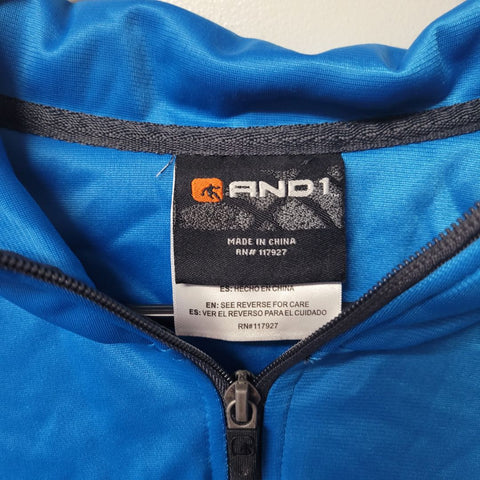 AND1
MADE IN CHINA
RN# 117927
ES: HECHO EN CHINA
EN: SEE REVERSE FOR CARE
ES: VER EL REVERSO PARA EL CUIDADO
RN#117927